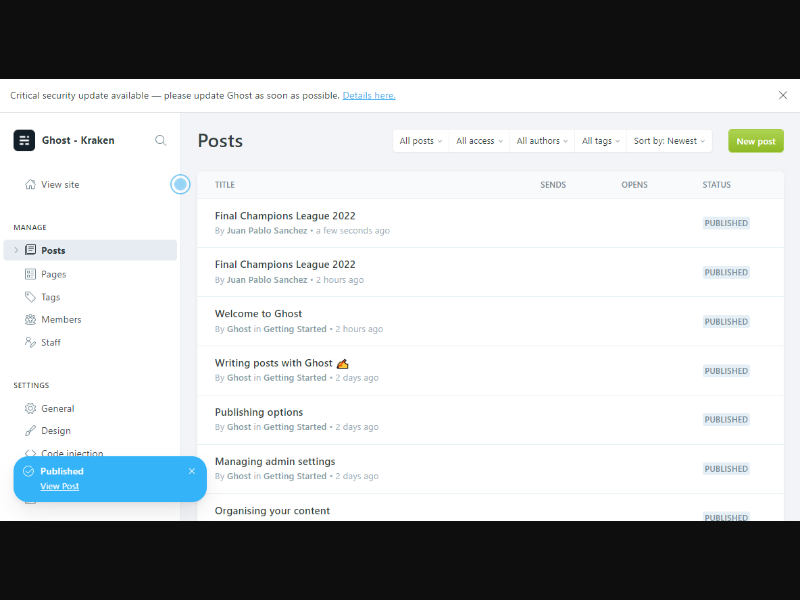 Critical security update available — please update Ghost as soon as possible. Details here.
Ghost - Kraken
Posts
All posts
All access
All authors
All tags
Sort by: Newest
New post
View site
TITLE
SENDS
OPENS
STATUS
MANAGE
Posts
Pages
Tags
Members
Staff
SETTINGS
General
Design
Code injection
Published
View Post
Final Champions League 2022
By Juan Pablo Sanchez • a few seconds ago
PUBLISHED
Final Champions League 2022
By Juan Pablo Sanchez • 2 hours ago
PUBLISHED
Welcome to Ghost
By Ghost in Getting Started • 2 hours ago
PUBLISHED
Writing posts with Ghost ✍
By Ghost in Getting Started • 2 days ago
PUBLISHED
Publishing options
By Ghost in Getting Started • 2 days ago
PUBLISHED
Managing admin settings
By Ghost in Getting Started • 2 days ago
PUBLISHED
Organising your content
PUBLISHED